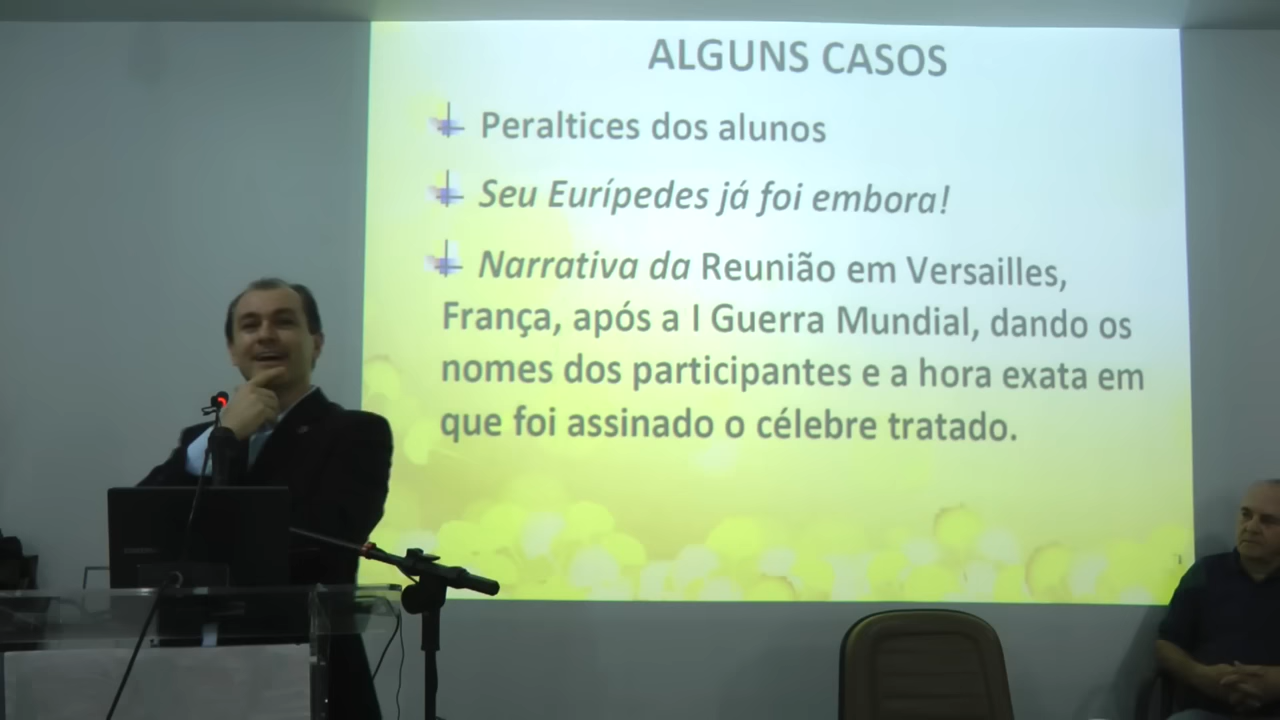 ALGUNS CASOS
Peraltices dos alunos
Seu Eurípedes já foi embora!
Narrativa da Reunião em Versailles,
França, após a I Guerra Mundial, dando os
nomes dos participantes e a hora exata em
que foi assinado o célebre tratado.